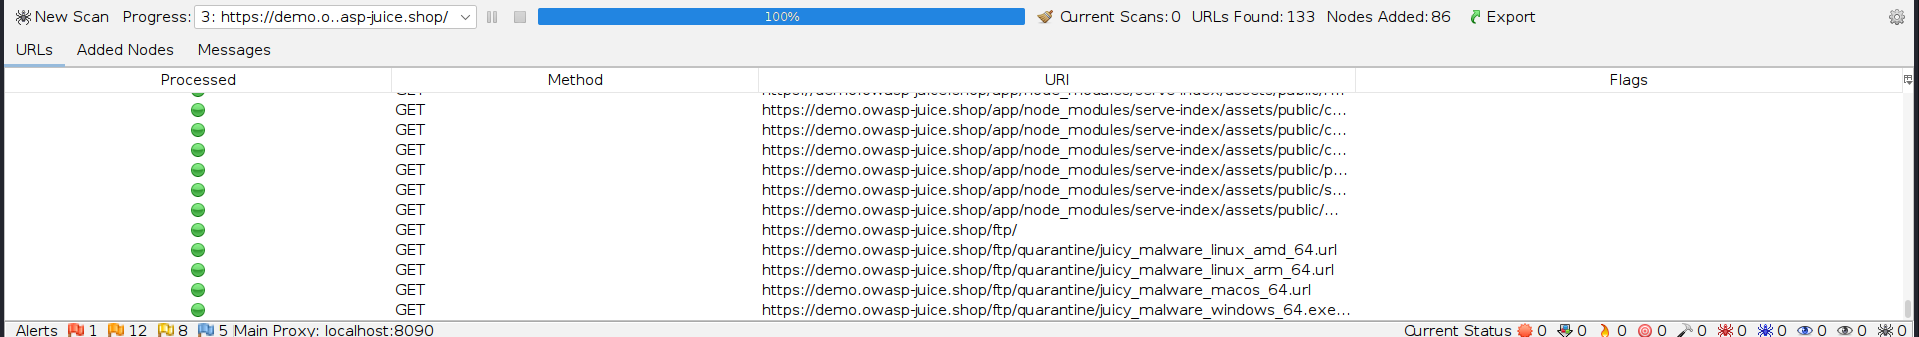 New Scan Progress: 3: https://demo.o..asp-juice.shop/ 100% Current Scans: 0 URLs Found: 133 Nodes Added: 86 Export
URLs Added Nodes Messages
Processed Method URI Flags
GET
GET https://demo.owasp-juice.shop/app/node_modules/serve-index/assets/public/c...
GET https://demo.owasp-juice.shop/app/node_modules/serve-index/assets/public/c...
GET https://demo.owasp-juice.shop/app/node_modules/serve-index/assets/public/c...
GET https://demo.owasp-juice.shop/app/node_modules/serve-index/assets/public/p...
GET https://demo.owasp-juice.shop/app/node_modules/serve-index/assets/public/s...
GET https://demo.owasp-juice.shop/app/node_modules/serve-index/assets/public/...
GET https://demo.owasp-juice.shop/ftp/
GET https://demo.owasp-juice.shop/ftp/quarantine/juicy_malware_linux_amd_64.url
GET https://demo.owasp-juice.shop/ftp/quarantine/juicy_malware_linux_arm_64.url
GET https://demo.owasp-juice.shop/ftp/quarantine/juicy_malware_macos_64.url
GET https://demo.owasp-juice.shop/ftp/quarantine/juicy_malware_windows_64.exe...
Alerts 1 12 8 5 Main Proxy: localhost:8090 Current Status 0 0 0 0 0 0 0 0 0 0